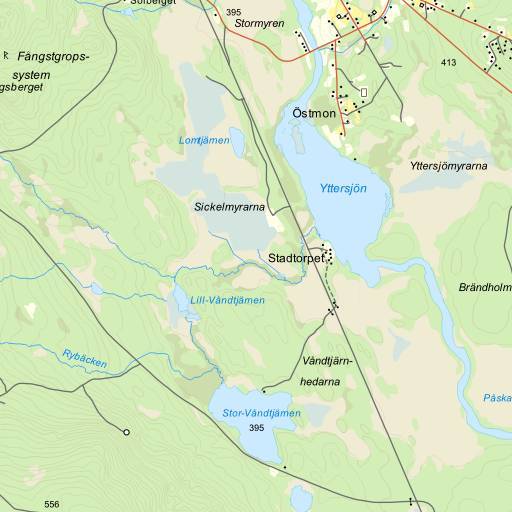 Solberget
395
Stormyren
R Fångstgrops-
system
gsberget
413
Östmon
Lomtjärnen
Yttersjömyrarna
Yttersjön
Sickelmyrarna
Stadtorpet
Brändholm
Lill-Våndtjärnen
Rybäcken
Våndtjärn-
hedarna
Påska
Stor-Våndtjärnen
395
556